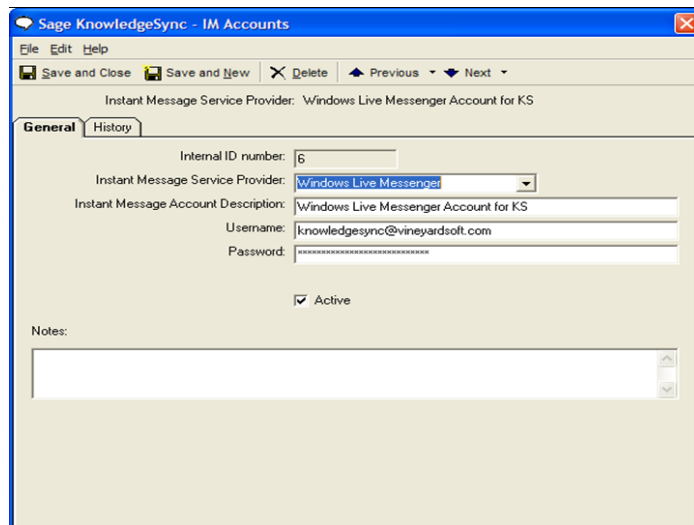 Sage KnowledgeSync - IM Accounts
File Edit Help
Save and Close Save and New Delete Previous Next
Instant Message Service Provider: Windows Live Messenger Account for KS
General History
Internal ID number: 6
Instant Message Service Provider: Windows Live Messenger
Instant Message Account Description: Windows Live Messenger Account for KS
Username: knowledgesync@vineyardsoft.com
Password: ****************************
Active
Notes: